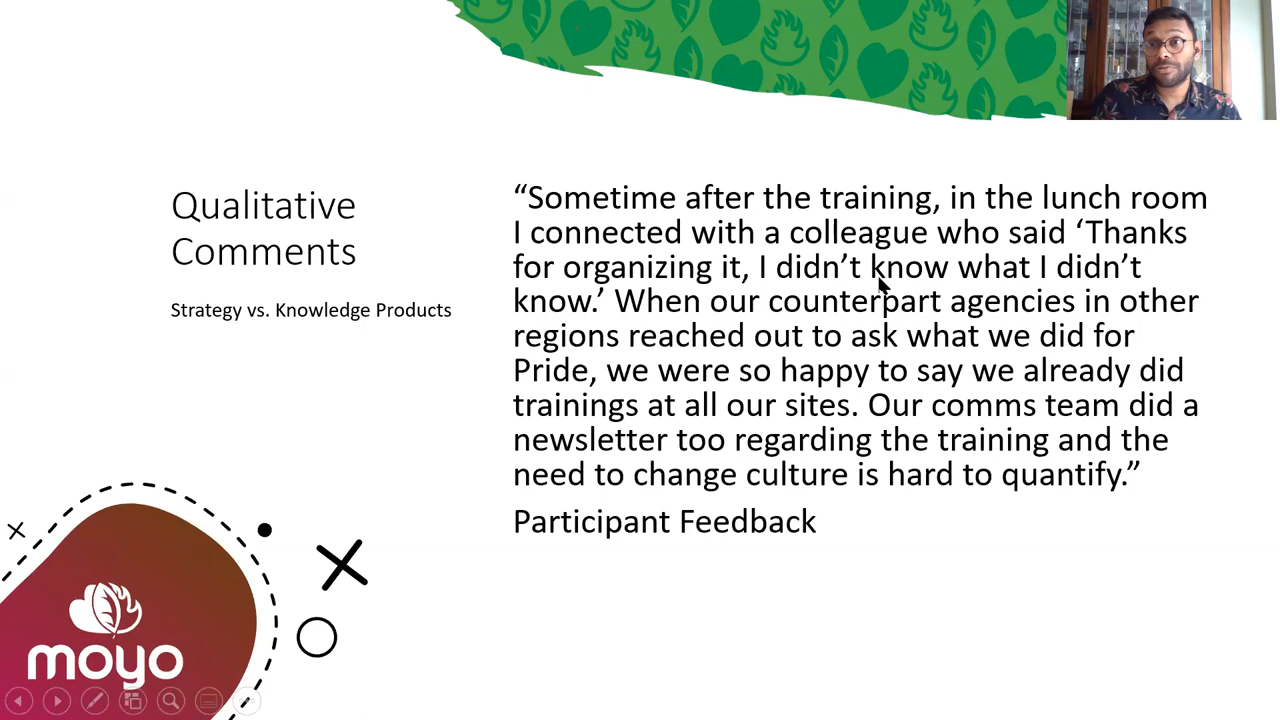 Qualitative
Comments
Strategy vs. Knowledge Products
“Sometime after the training, in the lunch room
I connected with a colleague who said ‘Thanks
for organizing it, I didn’t know what I didn’t
know.’ When our counterpart agencies in other
regions reached out to ask what we did for
Pride, we were so happy to say we already did
trainings at all our sites. Our comms team did a
newsletter too regarding the training and the
need to change culture is hard to quantify.”
Participant Feedback
moyo